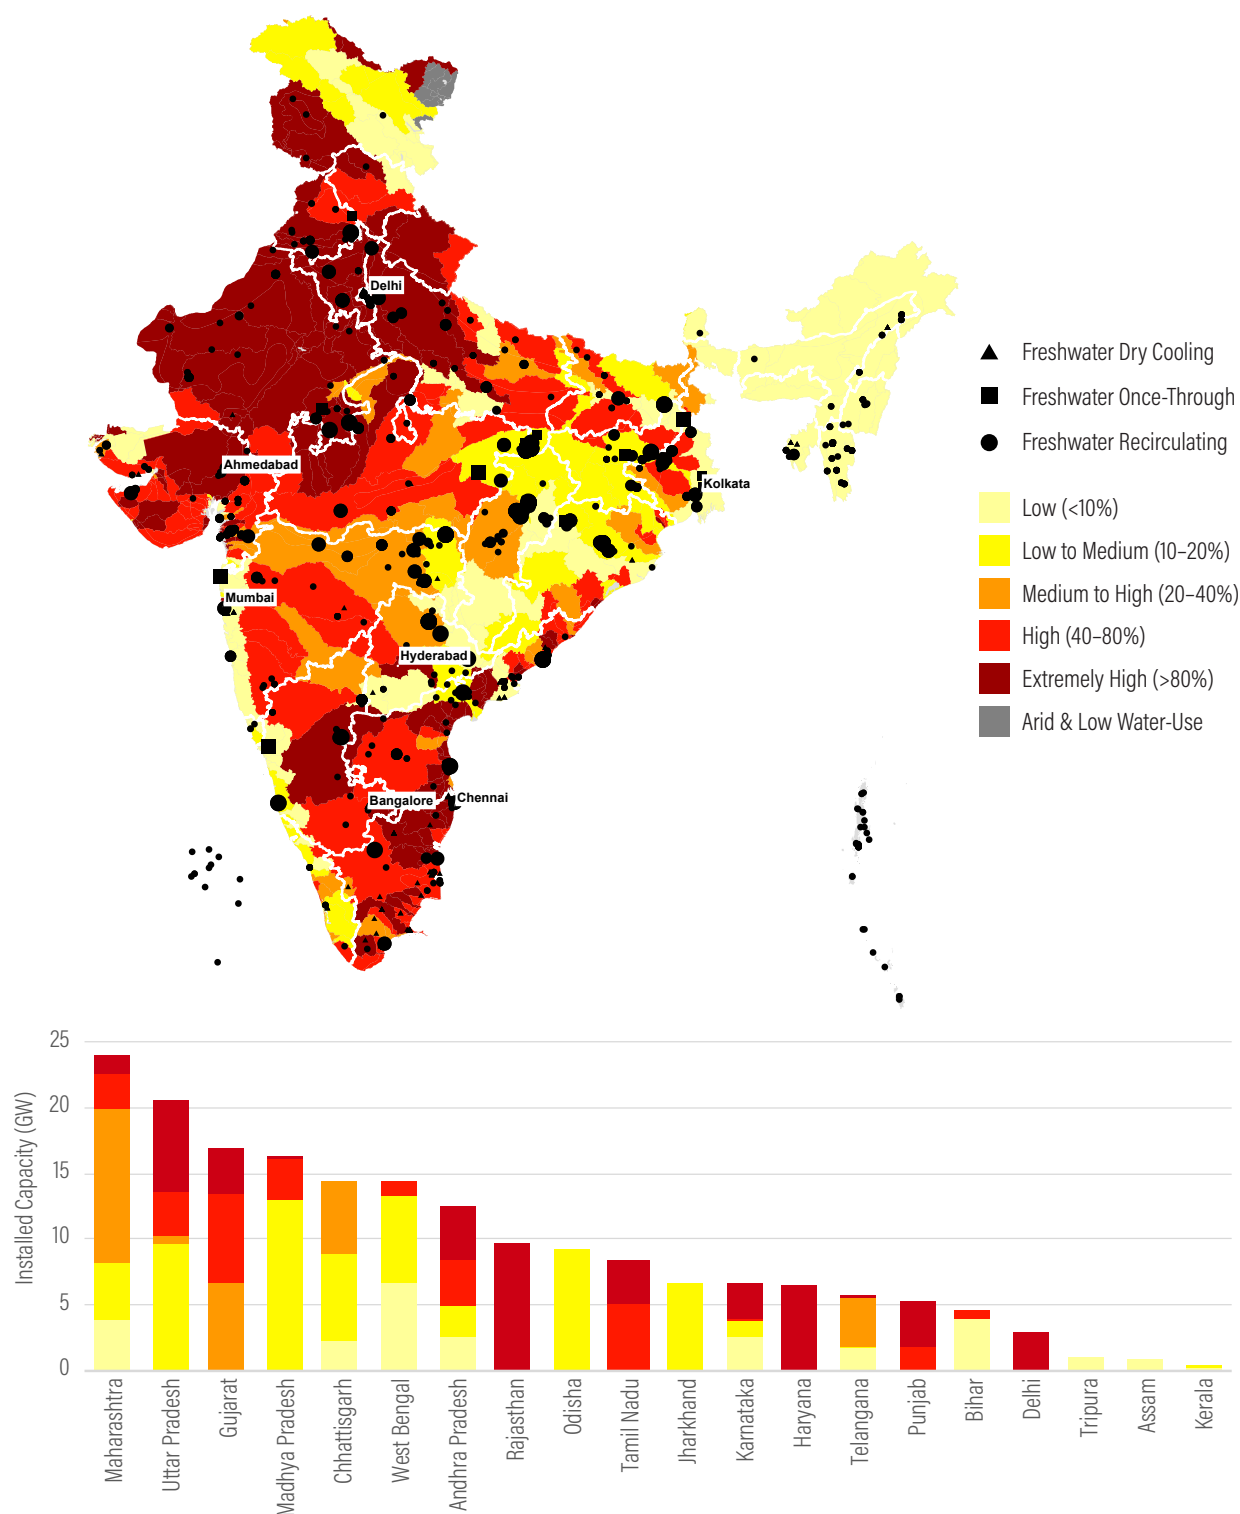 Delhi
Ahmedabad
Kolkata
Mumbai
Hyderabad
Bangalore
Chennai
Freshwater Dry Cooling
Freshwater Once-Through
Freshwater Recirculating
Low (<10%)
Low to Medium (10–20%)
Medium to High (20–40%)
High (40–80%)
Extremely High (>80%)
Arid & Low Water-Use
Installed Capacity (GW)
25
20
15
10
5
0
Maharashtra
Uttar Pradesh
Gujarat
Madhya Pradesh
Chhattisgarh
West Bengal
Andhra Pradesh
Rajasthan
Odisha
Tamil Nadu
Jharkhand
Karnataka
Haryana
Telangana
Punjab
Bihar
Delhi
Tripura
Assam
Kerala